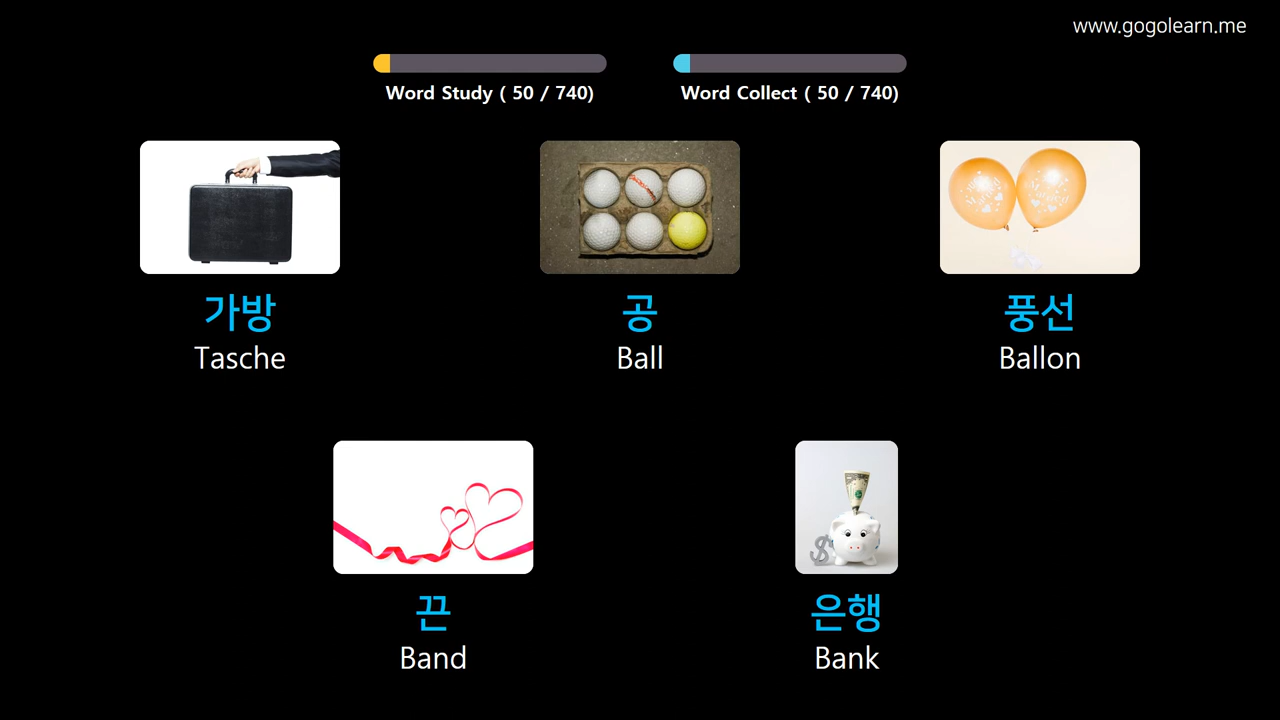 www.gogolearn.me
Word Study ( 50 / 740)
Word Collect ( 50 / 740)
가방
Tasche
공
Ball
풍선
Ballon
끈
Band
은행
Bank